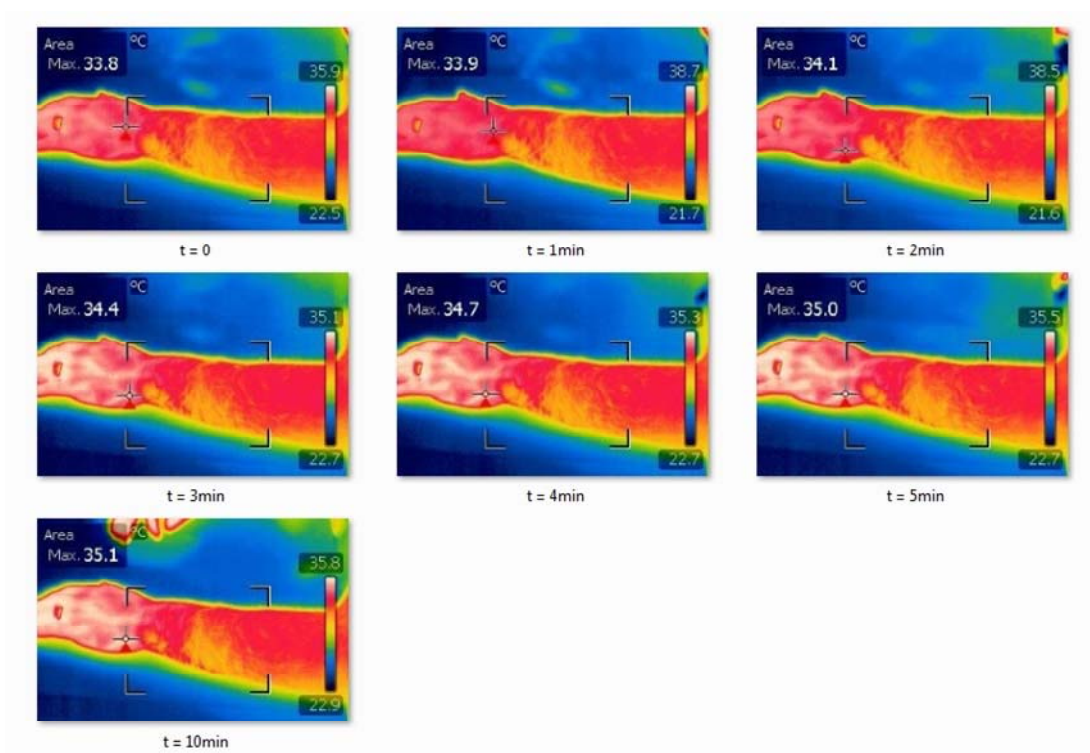 Area °C
Max. 33.8
35.9
22.5
t = 0
Area °C
Max. 33.9
38.7
21.7
t = 1min
Area °C
Max. 34.1
38.5
21.6
t = 2min
Area °C
Max. 34.4
35.1
22.7
t = 3min
Area °C
Max. 34.7
35.3
22.7
t = 4min
Area °C
Max. 35.0
35.5
22.7
t = 5min
Area °C
Max. 35.1
35.8
22.9
t = 10min